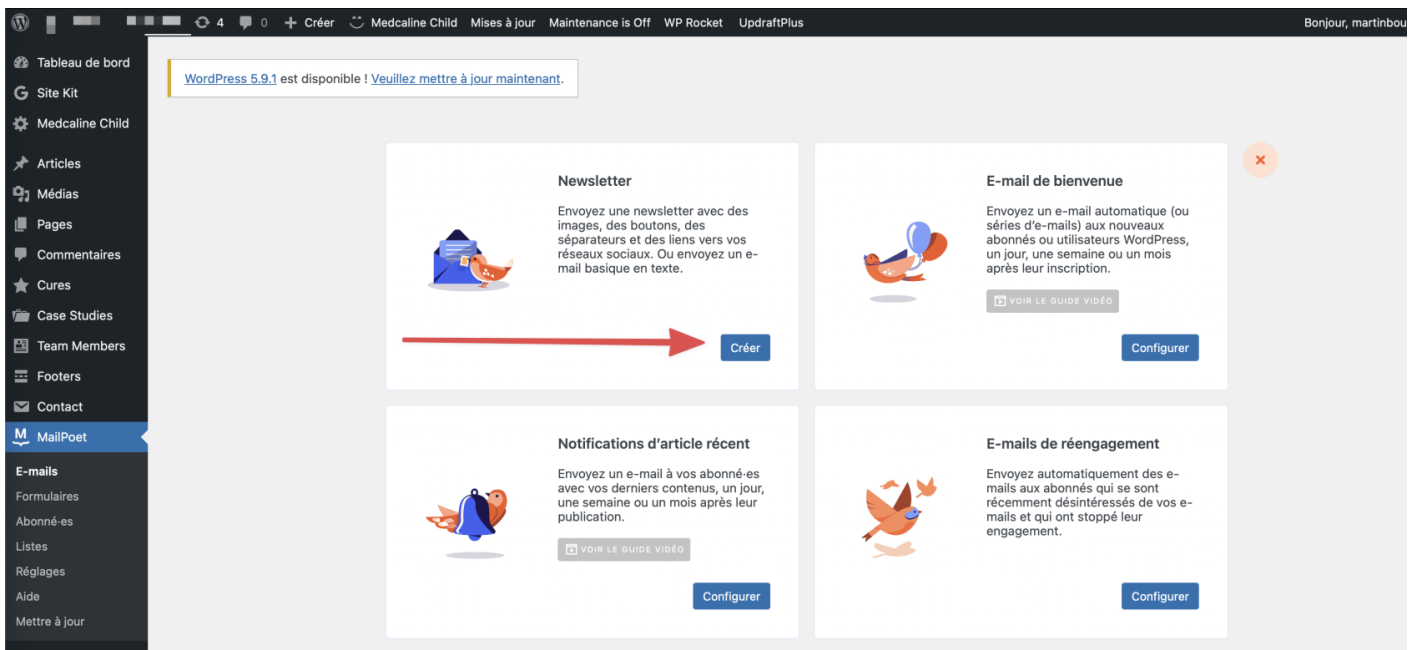 4 0 + Créer Medcaline Child Mises à jour Maintenance is Off WP Rocket UpdraftPlus Bonjour, martinbou
Tableau de bord
Site Kit
Medcaline Child
Articles
Médias
Pages
Commentaires
Cures
Case Studies
Team Members
Footers
Contact
MailPoet
E-mails
Formulaires
Abonné·es
Listes
Réglages
Aide
Mettre à jour
WordPress 5.9.1 est disponible ! Veuillez mettre à jour maintenant.
Newsletter
Envoyez une newsletter avec des
images, des boutons, des
séparateurs et des liens vers vos
réseaux sociaux. Ou envoyez un e-
mail basique en texte.
Créer
E-mail de bienvenue
Envoyez un e-mail automatique (ou
séries d’e-mails) aux nouveaux
abonnés ou utilisateurs WordPress,
un jour, une semaine ou un mois
après leur inscription.
VOIR LE GUIDE VIDÉO
Configurer
Notifications d’article récent
Envoyez un e-mail à vos abonné·es
avec vos derniers contenus, un jour,
une semaine ou un mois après leur
publication.
VOIR LE GUIDE VIDÉO
Configurer
E-mails de réengagement
Envoyez automatiquement des e-
mails aux abonnés qui se sont
récemment désintéressés de vos e-
mails et qui ont stoppé leur
engagement.
Configurer